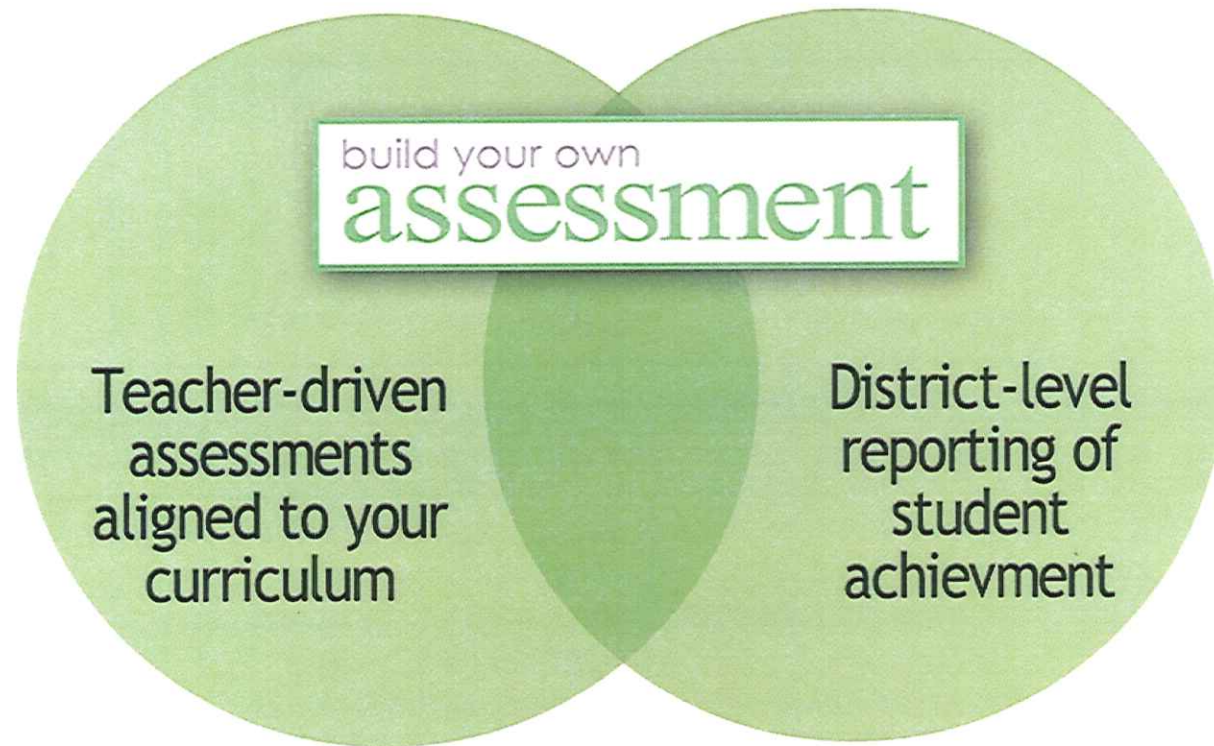 build your own
assessment
Teacher-driven
assessments
aligned to your
curriculum
District-level
reporting of
student
achievment